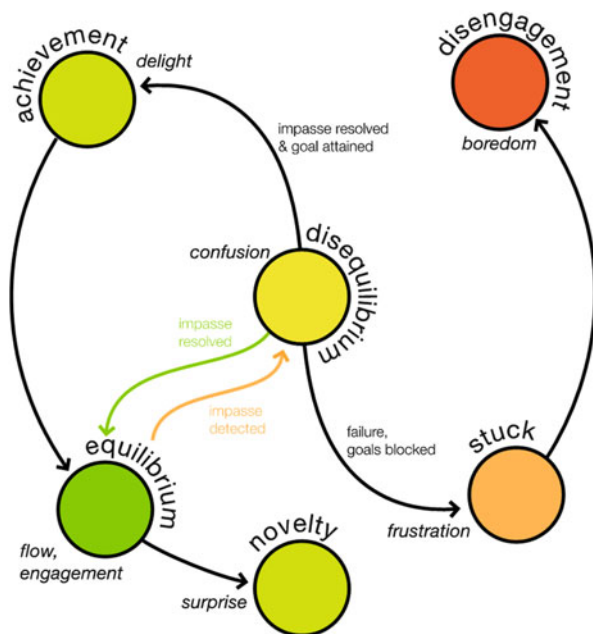 achievement
delight
disengagement
boredom
impasse resolved
& goal attained
confusion
disequilibrium
impasse
resolved
impasse
detected
failure,
goals blocked
stuck
frustration
equilibrium
flow,
engagement
novelty
surprise